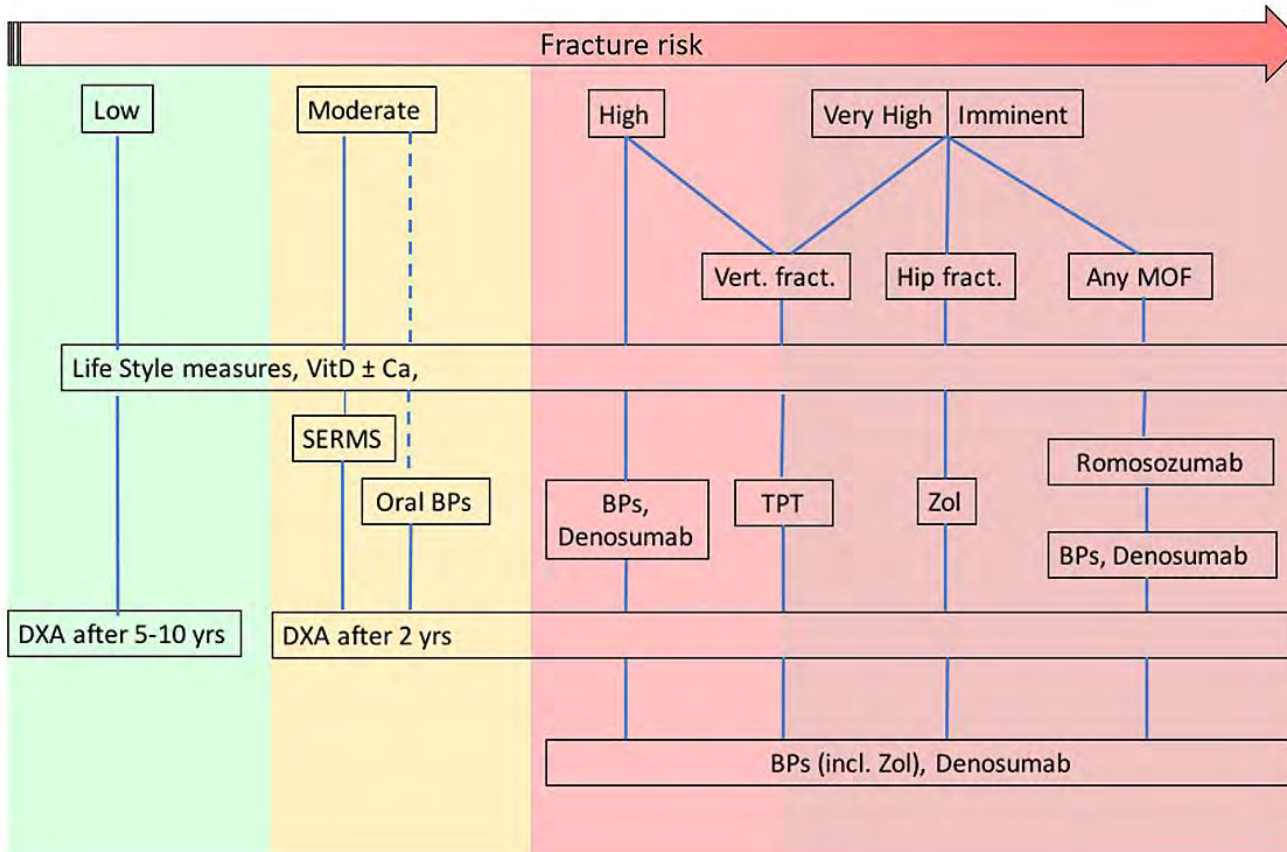 Fracture risk
Low
Moderate
High
Very High
Imminent
Vert. fract.
Hip fract.
Any MOF
Life Style measures, VitD ± Ca,
SERMS
Oral BPs
BPs,
Denosumab
TPT
Zol
Romosozumab
BPs, Denosumab
DXA after 5-10 yrs
DXA after 2 yrs
BPs (incl. Zol), Denosumab